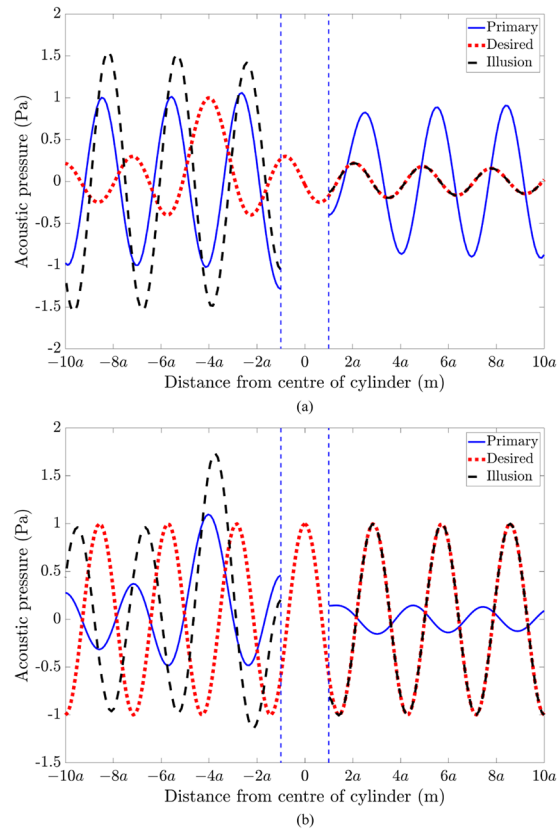 2
1.5
1
0.5
0
-0.5
-1
-1.5
-2
Acoustic pressure (Pa)
Primary
Desired
Illusion
−10a −8a −6a −4a −2a 0 2a 4a 6a 8a 10a
Distance from centre of cylinder (m)
(a)
2
1.5
1
0.5
0
-0.5
-1
-1.5
Acoustic pressure (Pa)
Primary
Desired
Illusion
−10a −8a −6a −4a −2a 0 2a 4a 6a 8a 10a
Distance from centre of cylinder (m)
(b)